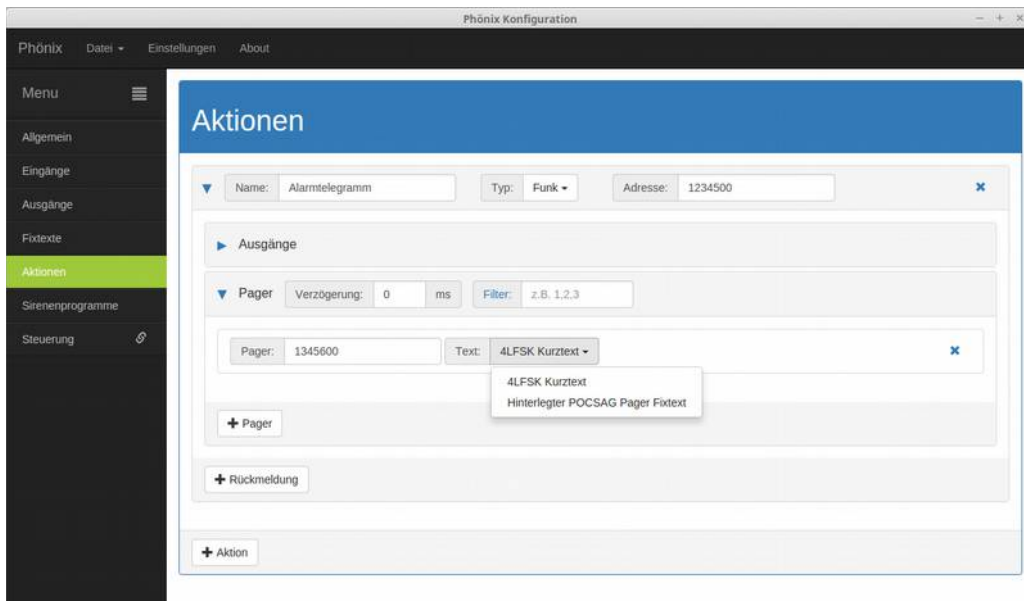 Phönix Konfiguration
Phönix Datei Einstellungen About
Menu
Allgemein
Eingänge
Ausgänge
Fixtexte
Aktionen
Sirenenprogramme
Steuerung
Aktionen
Name: Alarmtelegramm Typ: Funk Adresse: 1234500
Ausgänge
Pager Verzögerung: 0 ms Filter: z.B. 1,2,3
Pager: 1345600 Text: 4LFSK Kurztext
4LFSK Kurztext
Hinterlegter POCSAG Pager Fixtext
+ Pager
+ Rückmeldung
+ Aktion